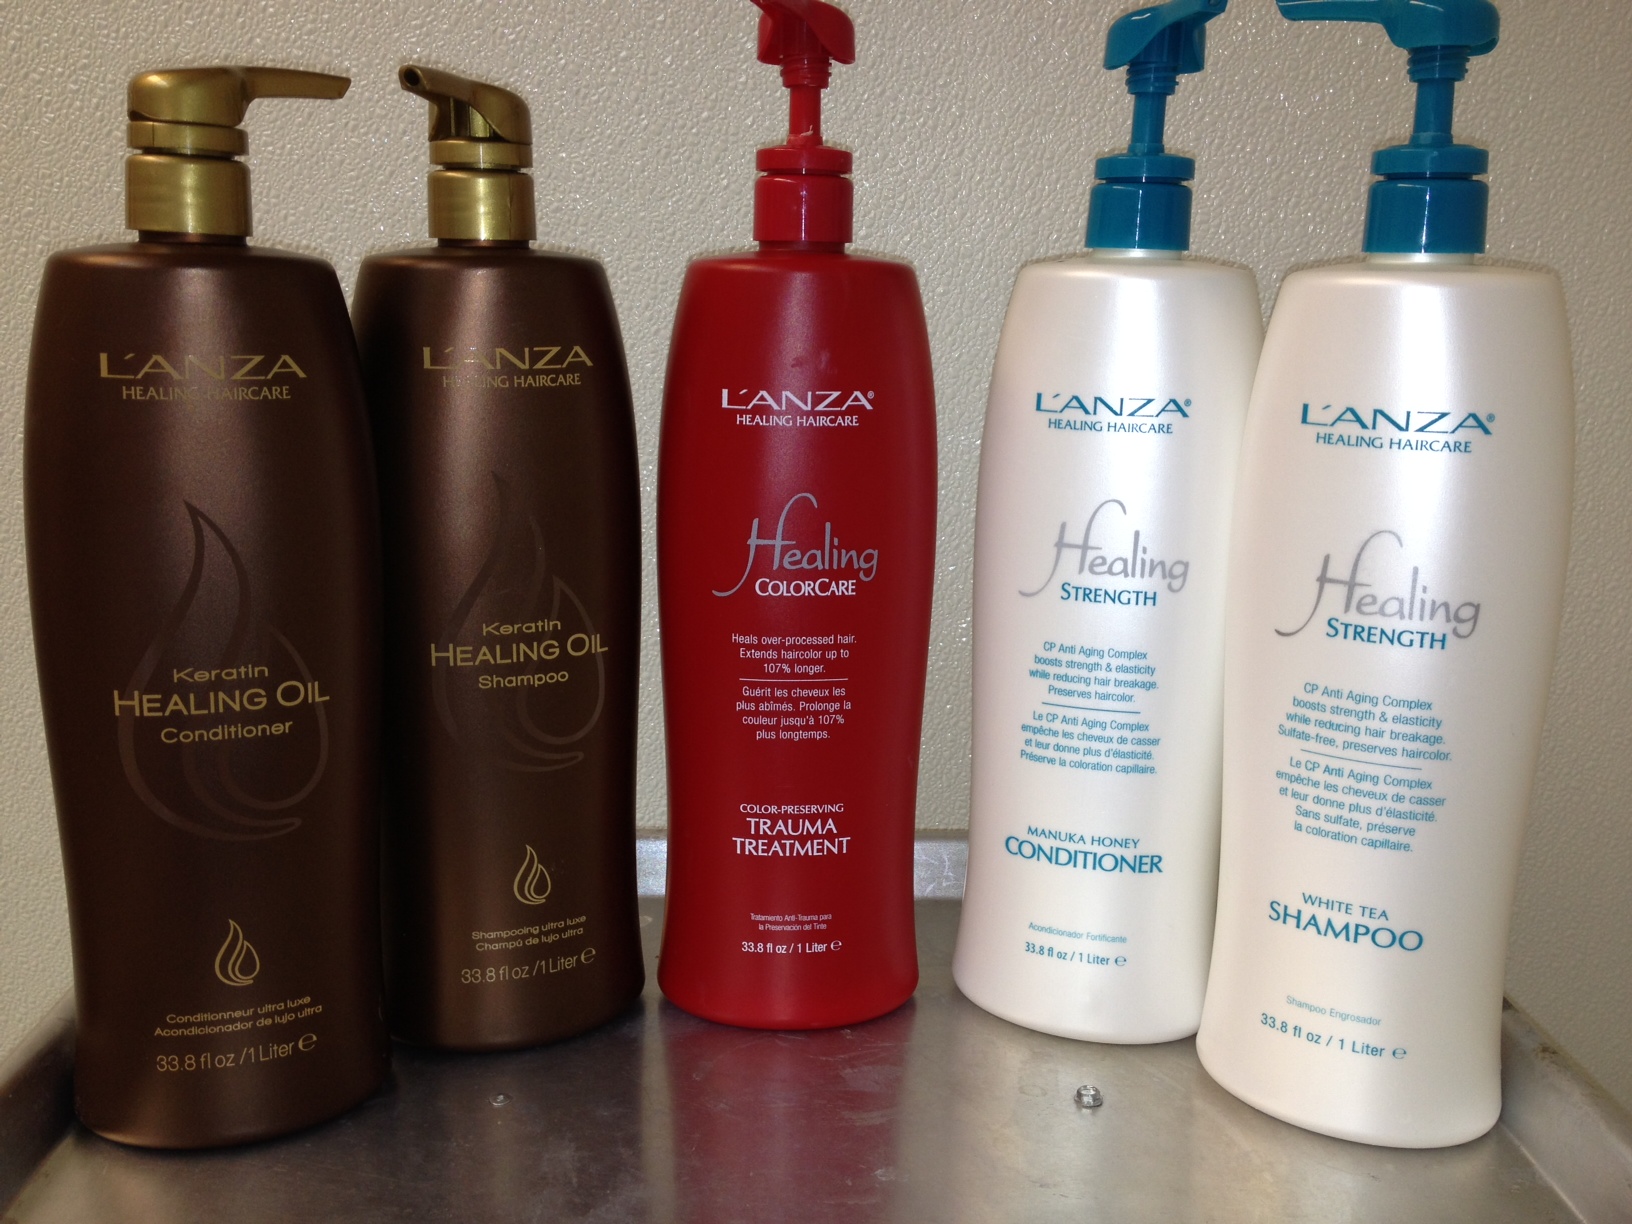 L'ANZA
HEALING HAIRCARE
Keratin
HEALING OIL
Conditioner
Conditionneur ultra luxe
Acondicionador de lujo ultra
33.8 fl oz / 1 Liter ℮
L'ANZA
HEALING HAIRCARE
Keratin
HEALING OIL
Shampoo
Shampooing ultra luxe
Champú de lujo ultra
33.8 fl oz / 1 Liter ℮
L'ANZA®
HEALING HAIRCARE
Healing
COLORCARE
Heals over-processed hair.
Extends haircolor up to
107% longer.
Guérit les cheveux les
plus abîmés. Prolonge la
couleur jusqu'à 107%
plus longtemps.
COLOR-PRESERVING
TRAUMA
TREATMENT
Tratamiento Anti-Trauma para
la Preservación del Tinte
33.8 fl oz / 1 Liter ℮
L'ANZA®
HEALING HAIRCARE
Healing
STRENGTH
CP Anti Aging Complex
boosts strength & elasticity
while reducing hair breakage.
Preserves haircolor.
Le CP Anti Aging Complex
empêche les cheveux de casser
et leur donne plus d'élasticité.
Préserve la coloration capillaire.
MANUKA HONEY
CONDITIONER
Acondicionador Fortificante
33.8 fl oz / 1 Liter ℮
L'ANZA®
HEALING HAIRCARE
Healing
STRENGTH
CP Anti Aging Complex
boosts strength & elasticity
while reducing hair breakage.
Sulfate-free, preserves haircolor.
Le CP Anti Aging Complex
empêche les cheveux de casser
et leur donne plus d'élasticité.
Sans sulfate, préserve
la coloration capillaire.
WHITE TEA
SHAMPOO
Shampoo Engrosador
33.8 fl oz / 1 Liter ℮